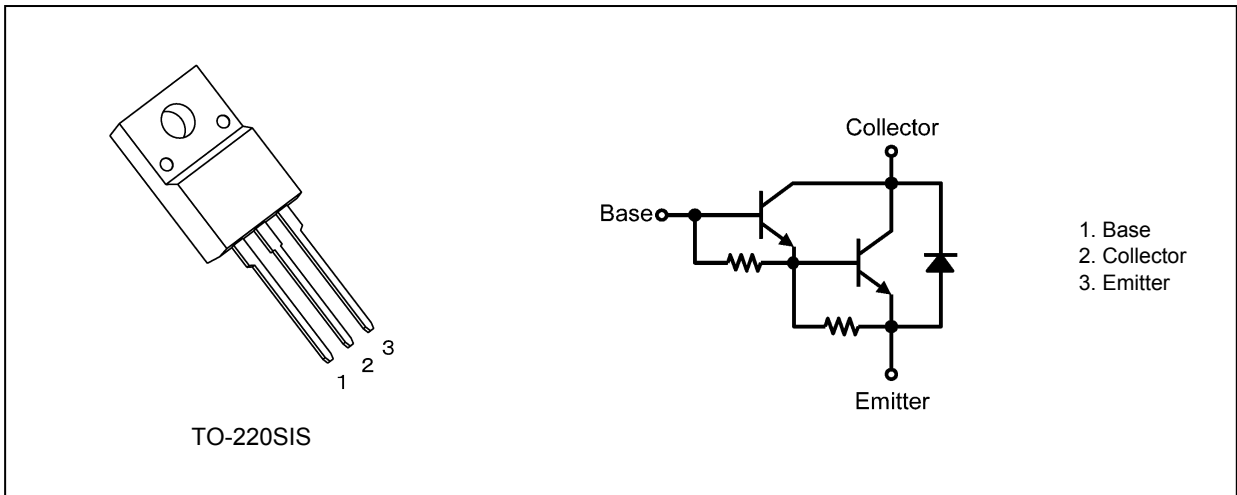 Collector
Base
Emitter
1. Base
2. Collector
3. Emitter
1
2
3
TO-220SIS